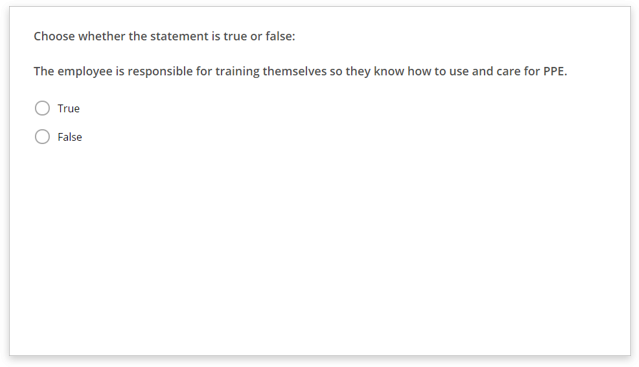 Choose whether the statement is true or false:
The employee is responsible for training themselves so they know how to use and care for PPE.
True
False